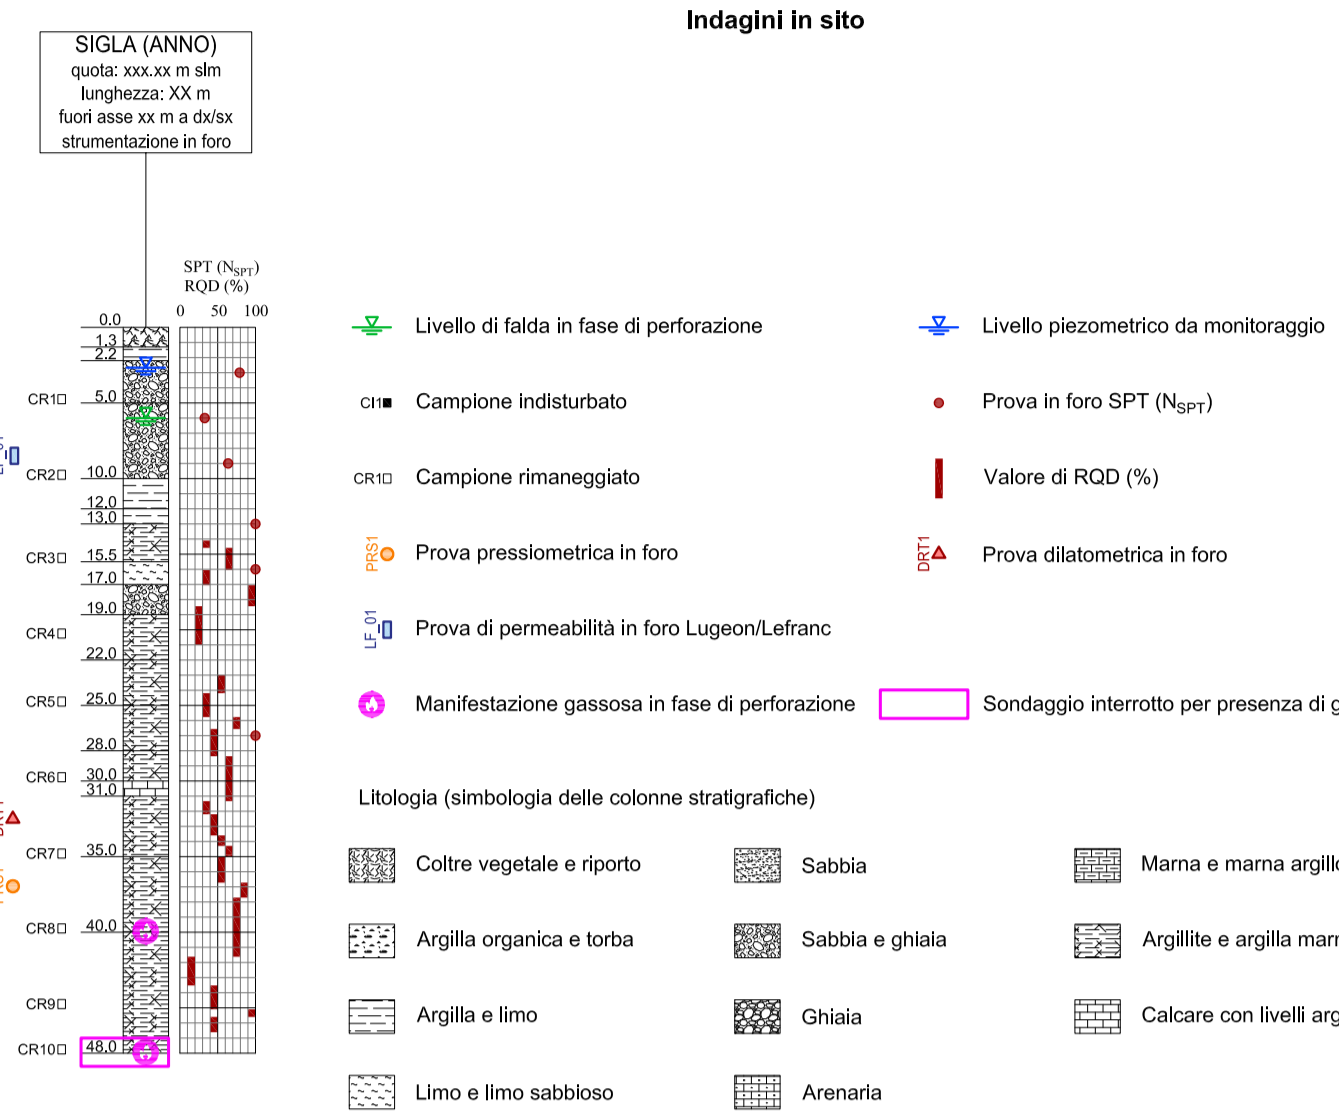 Indagini in sito
SIGLA (ANNO)
quota: xxx.xx m slm
lunghezza: XX m
fuori asse xx m a dx/sx
strumentazione in foro
SPT (NSPT)
RQD (%)
0 50 100
0.0
1.3
2.2
CR1
5.0
CR2
10.0
12.0
13.0
CR3
15.5
17.0
19.0
CR4
22.0
CR5
25.0
28.0
CR6
30.0
31.0
CR7
35.0
CR8
40.0
CR9
CR10
48.0
Livello di falda in fase di perforazione
Livello piezometrico da monitoraggio
CI1 Campione indisturbato
Prova in foro SPT (NSPT)
CR1 Campione rimaneggiato
Valore di RQD (%)
PRS1 Prova pressiometrica in foro
DRT1 Prova dilatometrica in foro
LF_01 Prova di permeabilità in foro Lugeon/Lefranc
Manifestazione gassosa in fase di perforazione
Sondaggio interrotto per presenza di g
Litologia (simbologia delle colonne stratigrafiche)
Coltre vegetale e riporto
Sabbia
Marna e marna argillo
Argilla organica e torba
Sabbia e ghiaia
Argillite e argilla marn
Argilla e limo
Ghiaia
Calcare con livelli arg
Limo e limo sabbioso
Arenaria